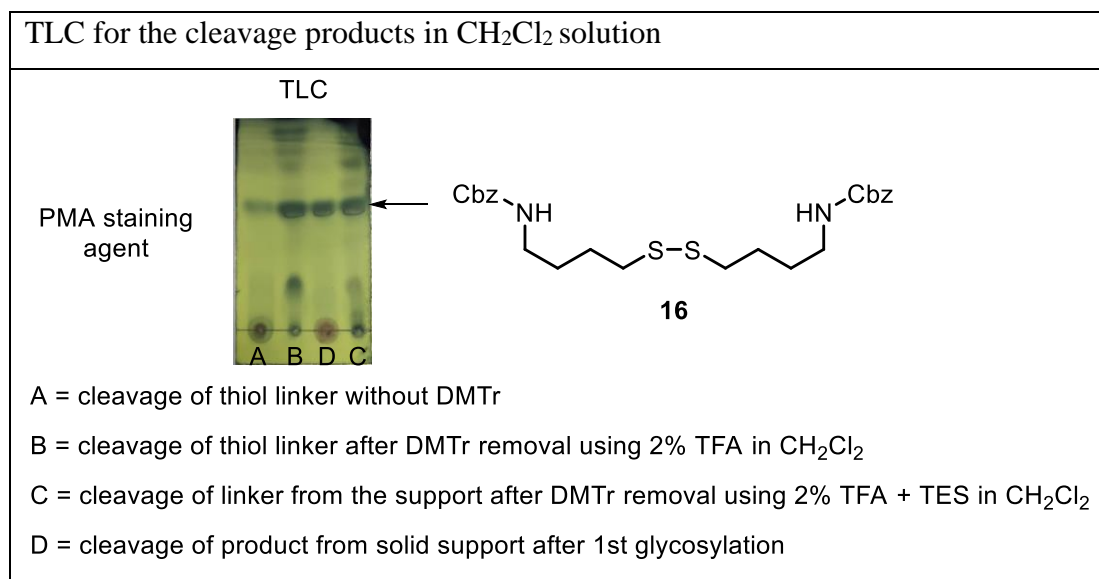 TLC for the cleavage products in CH₂Cl₂ solution
TLC
PMA staining
agent
A B D C
Cbz NH S–S HN Cbz
16
A = cleavage of thiol linker without DMTr
B = cleavage of thiol linker after DMTr removal using 2% TFA in CH₂Cl₂
C = cleavage of linker from the support after DMTr removal using 2% TFA + TES in CH₂Cl₂
D = cleavage of product from solid support after 1st glycosylation